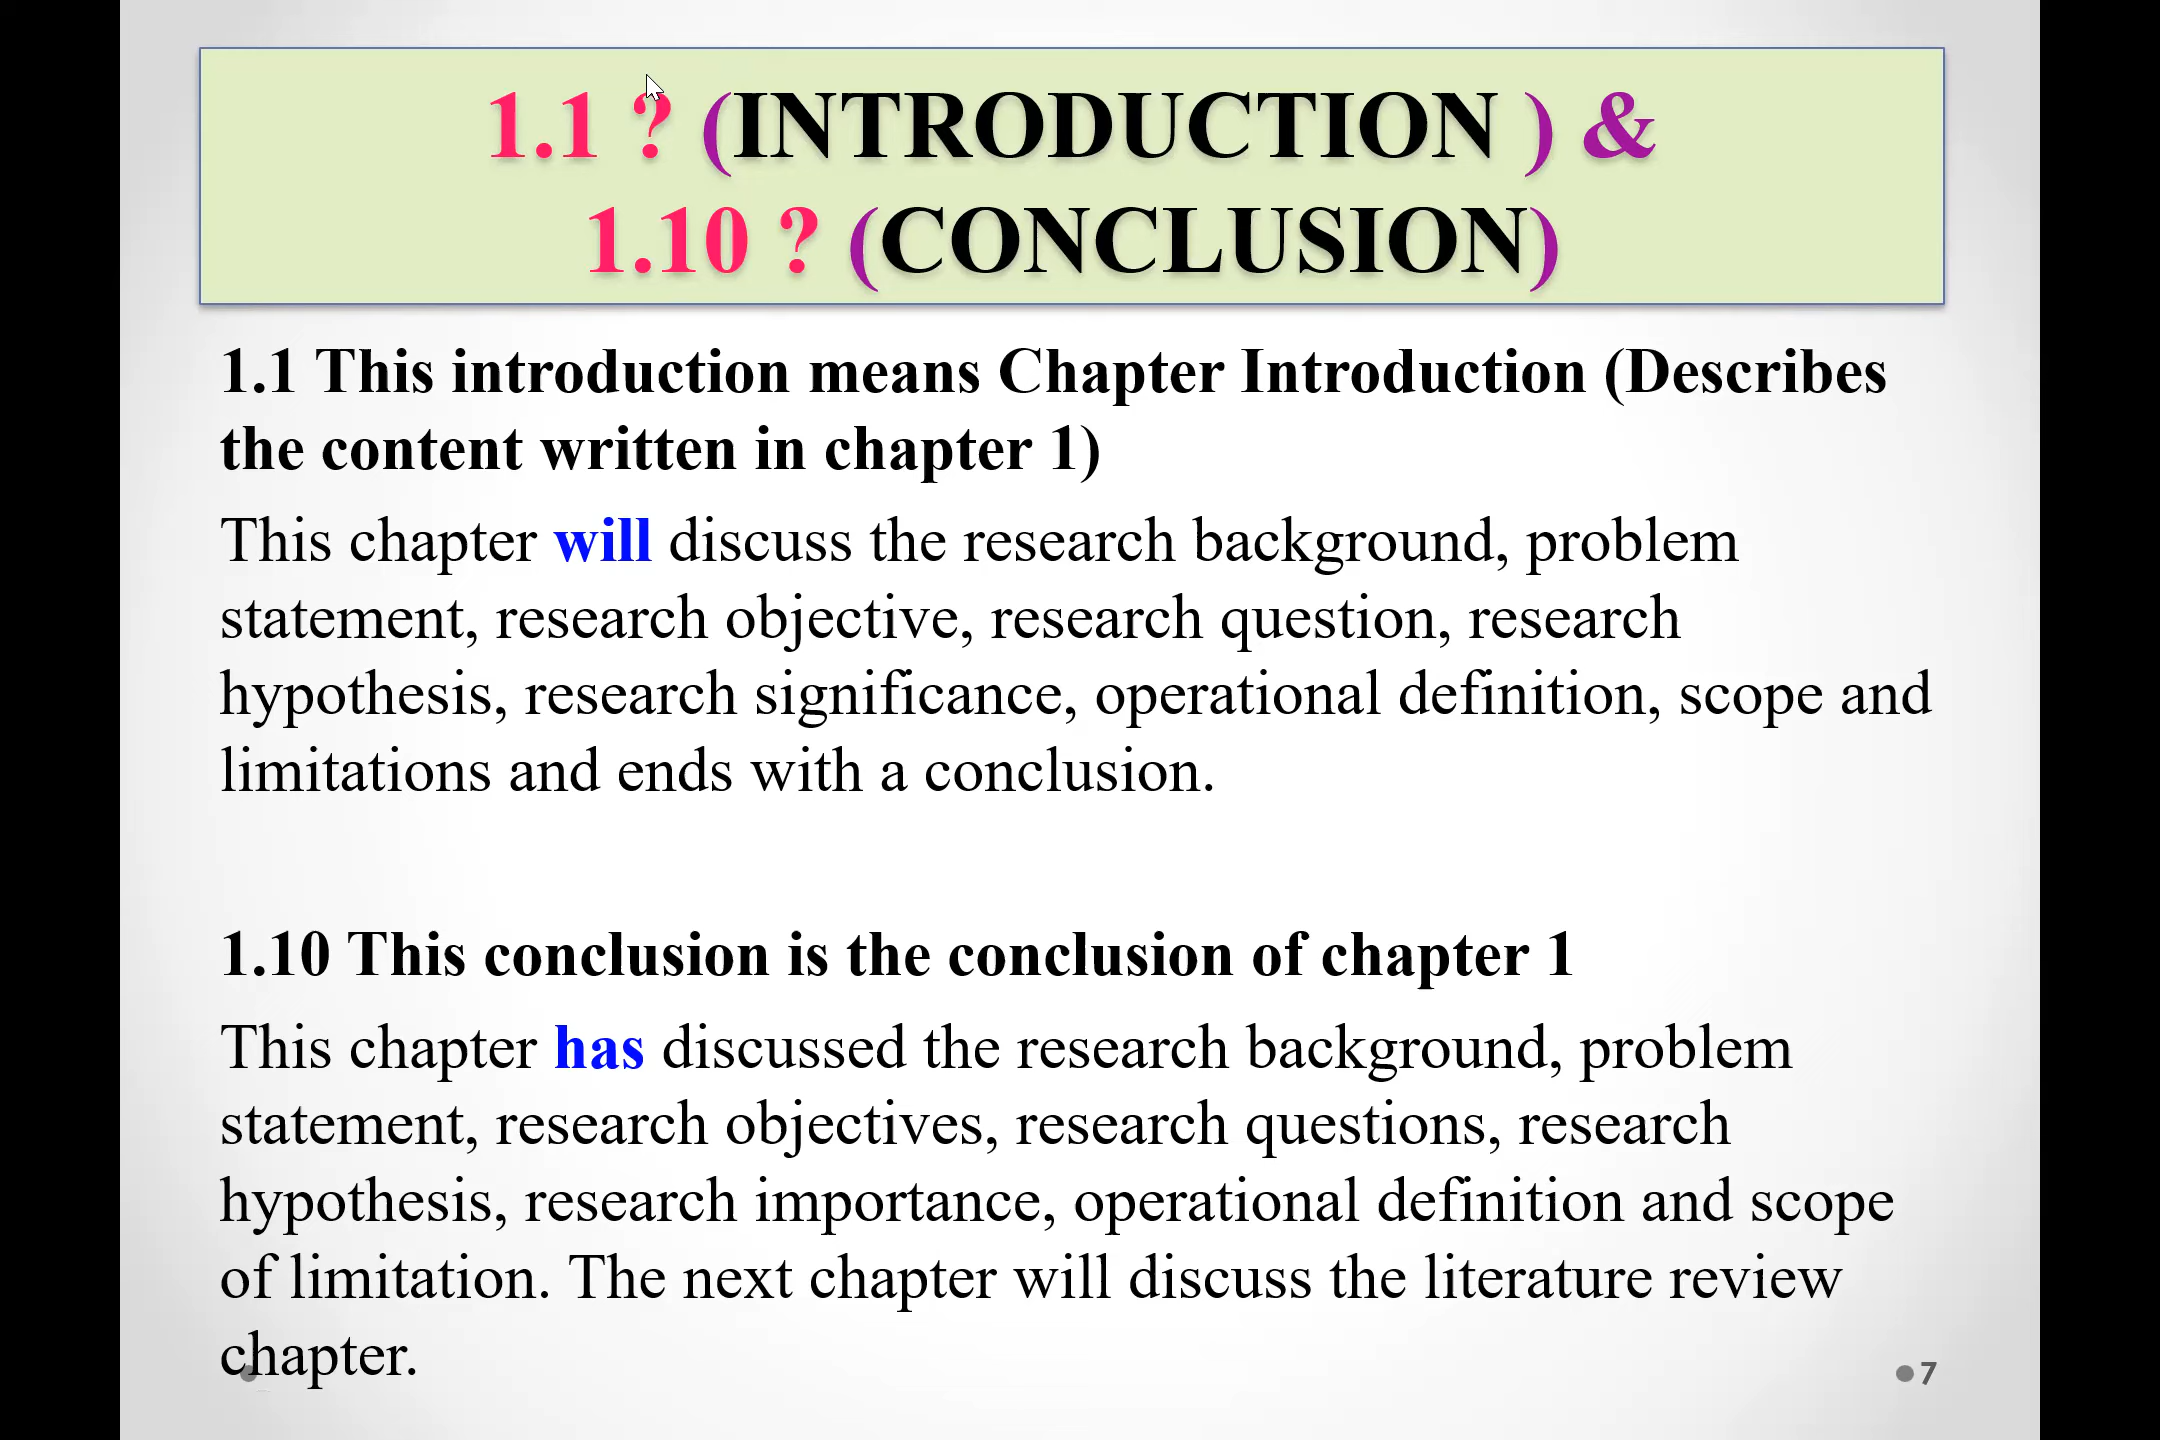 1.1 ? (INTRODUCTION ) &
1.10 ? (CONCLUSION)
1.1 This introduction means Chapter Introduction (Describes
the content written in chapter 1)
This chapter will discuss the research background, problem
statement, research objective, research question, research
hypothesis, research significance, operational definition, scope and
limitations and ends with a conclusion.
1.10 This conclusion is the conclusion of chapter 1
This chapter has discussed the research background, problem
statement, research objectives, research questions, research
hypothesis, research importance, operational definition and scope
of limitation. The next chapter will discuss the literature review
chapter.
7